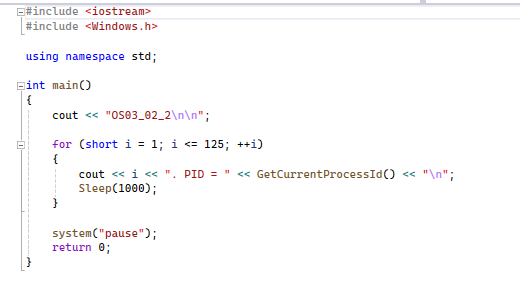 #include <iostream>
#include <Windows.h>
using namespace std;
int main()
{
cout << "OS03_02_2\n\n";
for (short i = 1; i <= 125; ++i)
{
cout << i << ". PID = " << GetCurrentProcessId() << "\n";
Sleep(1000);
}
system("pause");
return 0;
}